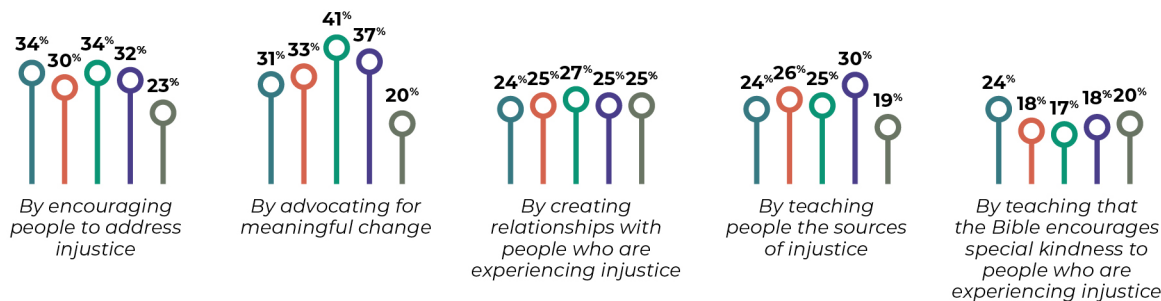 34% 30% 34% 32% 23%
By encouraging
people to address
injustice
31% 33% 41% 37% 20%
By advocating for
meaningful change
24% 25% 27% 25% 25%
By creating
relationships with
people who are
experiencing injustice
24% 26% 25% 30% 19%
By teaching
people the sources
of injustice
24% 18% 17% 18% 20%
By teaching that
the Bible encourages
special kindness to
people who are
experiencing injustice